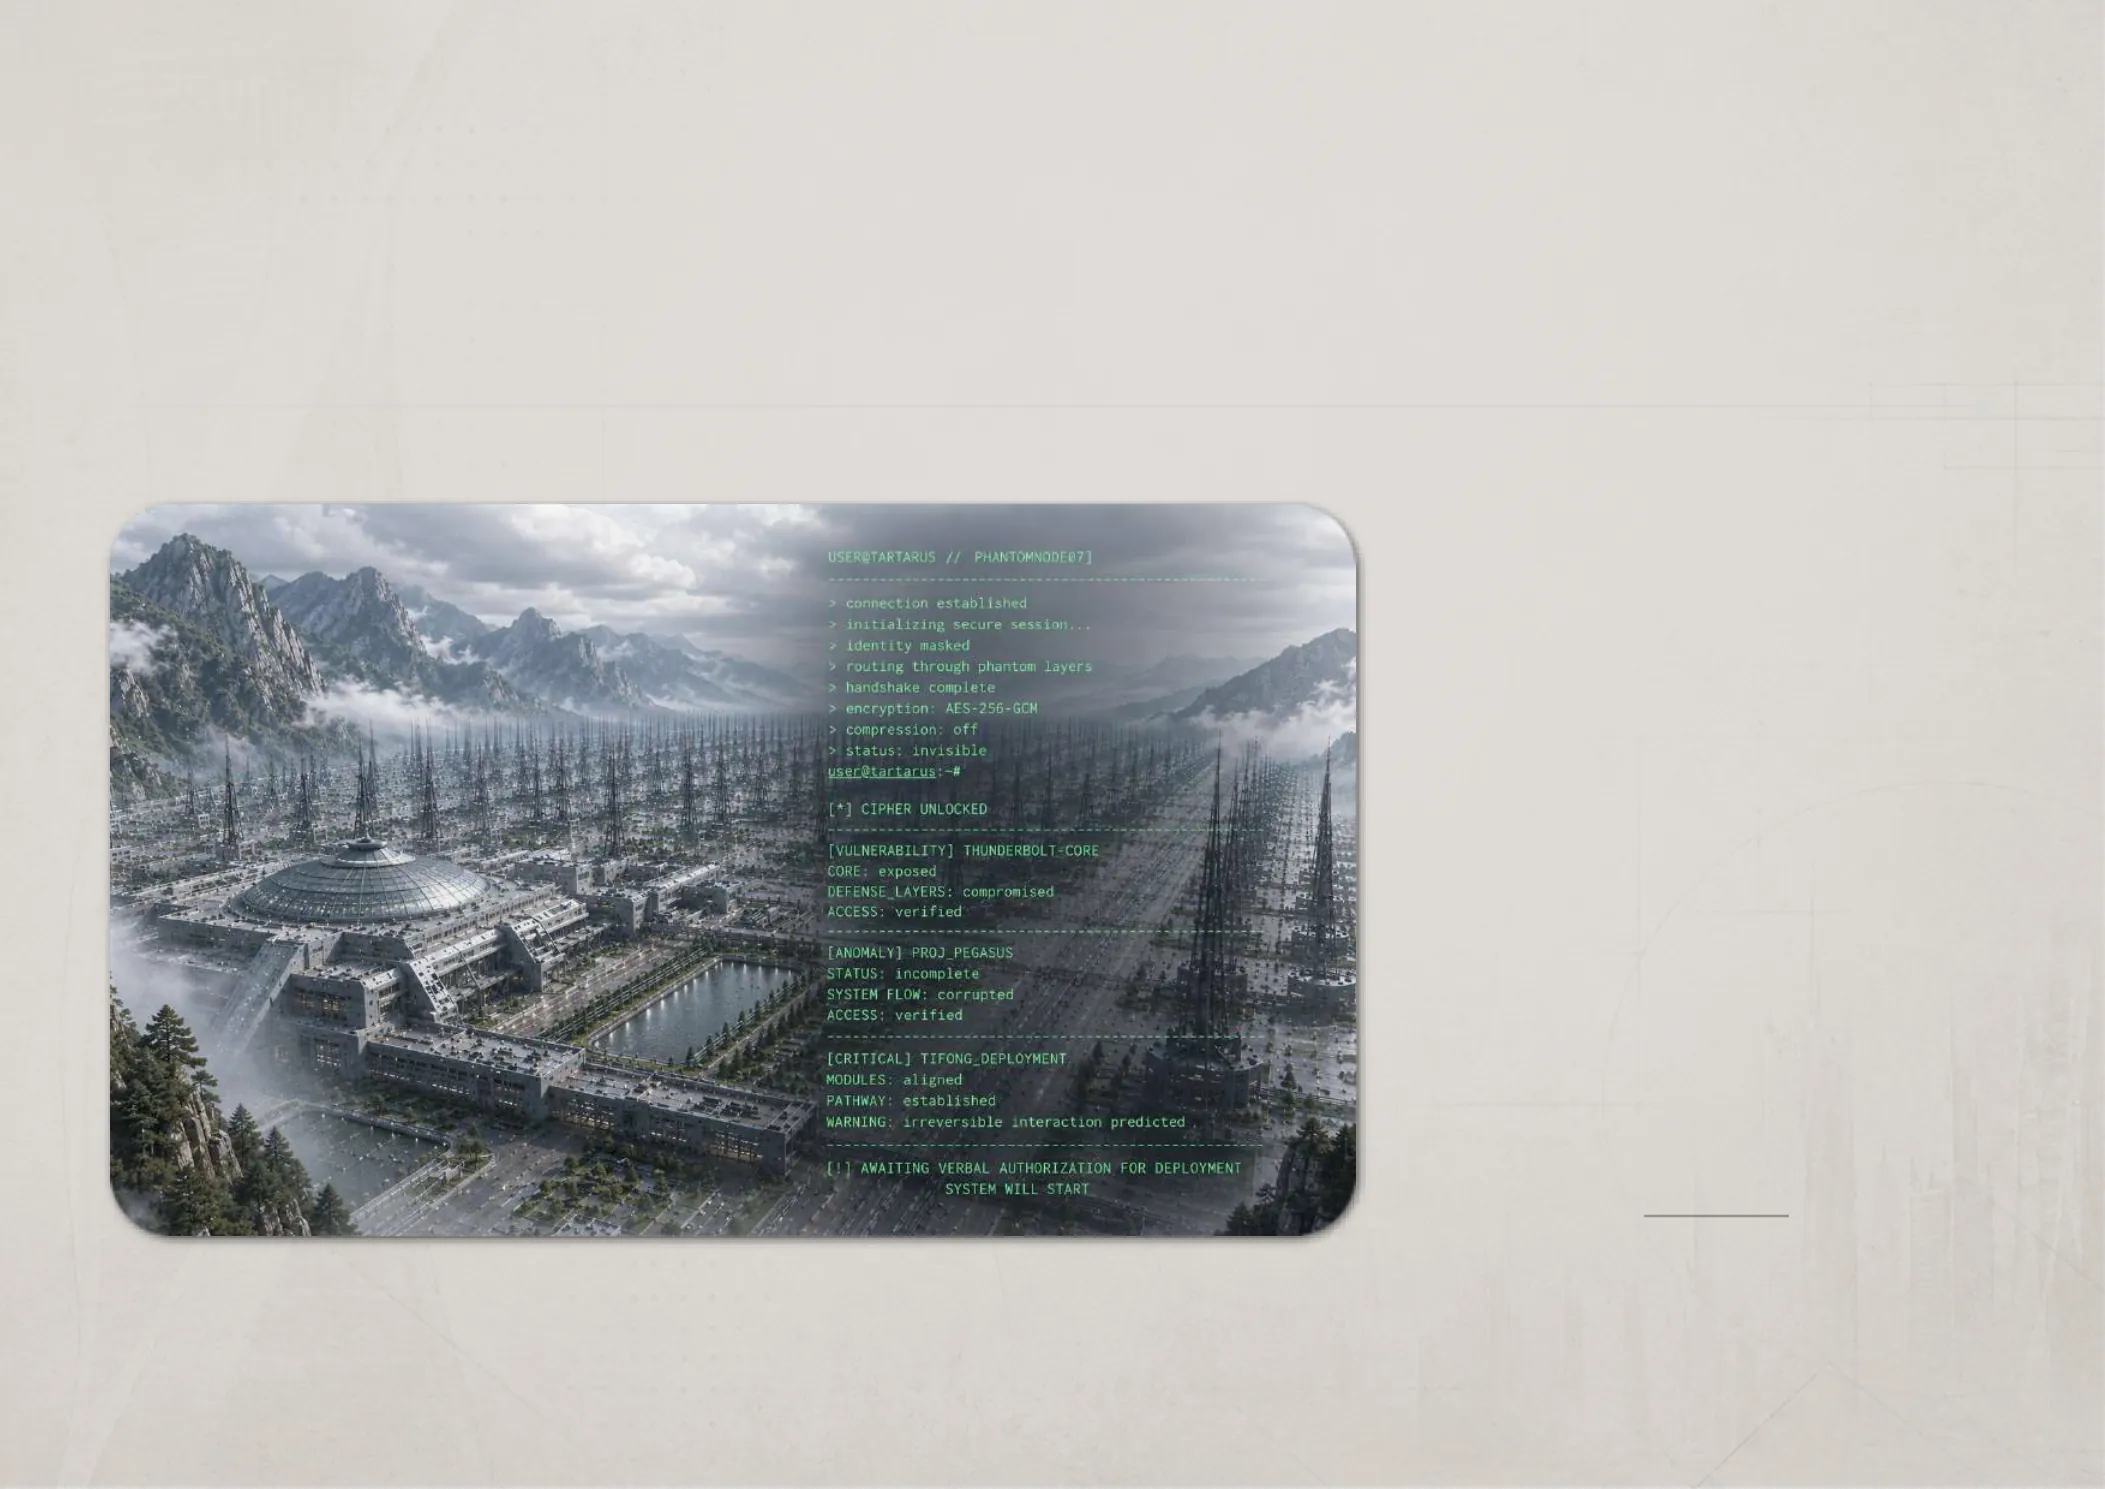 USER@TARTARUS // PHANTOMNODE07]
> connection established
> initializing secure session...
> identity masked
> routing through phantom layers
> handshake complete
> encryption: AES-256-GCM
> compression: off
> status: invisible
user@tartarus:~#
[*] CIPHER UNLOCKED
[VULNERABILITY] THUNDERBOLT-CORE
CORE: exposed
DEFENSE_LAYERS: compromised
ACCESS: verified
[ANOMALY] PROJ_PEGASUS
STATUS: incomplete
SYSTEM FLOW: corrupted
ACCESS: verified
[CRITICAL] TIFONG_DEPLOYMENT
MODULES: aligned
PATHWAY: established
WARNING: irreversible interaction predicted.
[!] AWAITING VERBAL AUTHORIZATION FOR DEPLOYMENT
SYSTEM WILL START